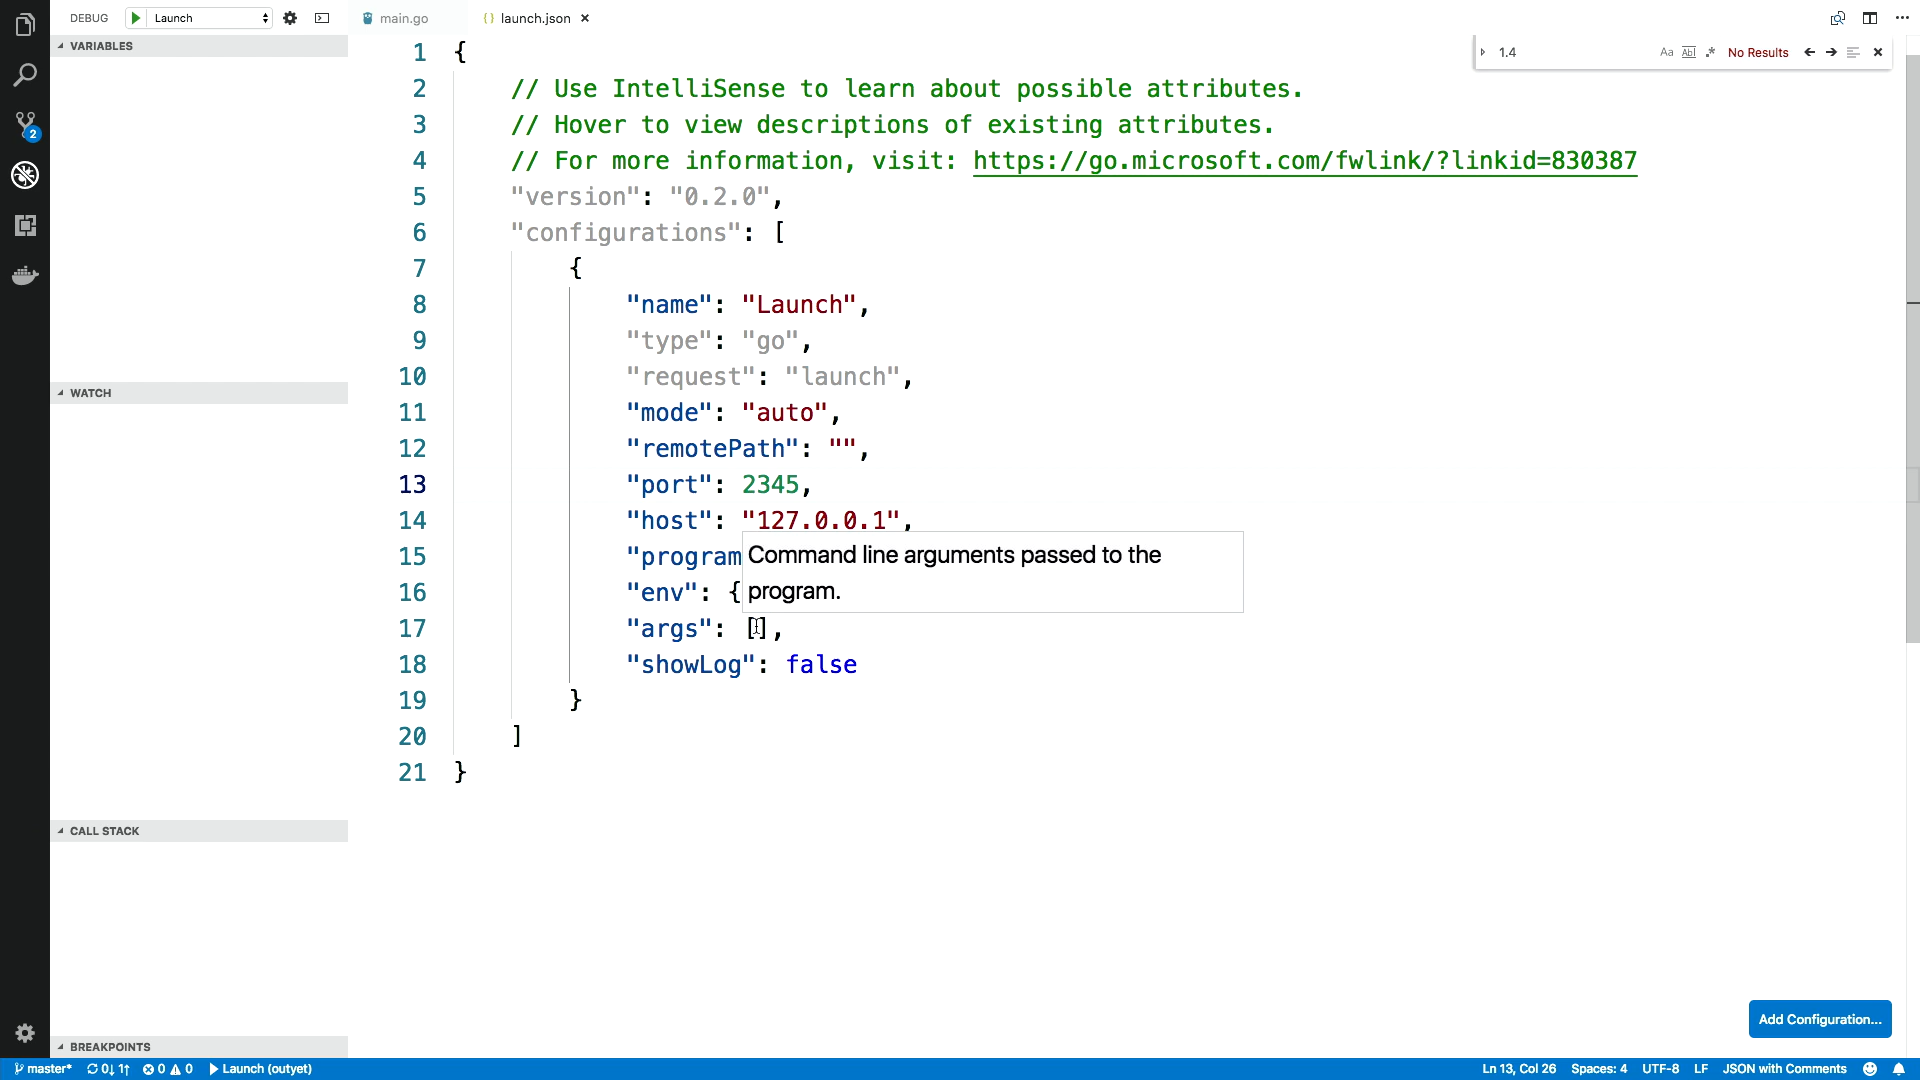 DEBUG Launch main.go launch.json
VARIABLES
1.4 Aa Abl .* No Results
1 {
2 // Use IntelliSense to learn about possible attributes.
3 // Hover to view descriptions of existing attributes.
4 // For more information, visit: https://go.microsoft.com/fwlink/?linkid=830387
5 "version": "0.2.0",
6 "configurations": [
7 {
8 "name": "Launch",
9 "type": "go",
10 "request": "launch",
11 "mode": "auto",
12 "remotePath": "",
13 "port": 2345,
14 "host": "127.0.0.1",
15 "program
Command line arguments passed to the
program.
16 "env": {
17 "args": [],
18 "showLog": false
19 }
20 ]
21 }
WATCH
CALL STACK
BREAKPOINTS
Add Configuration...
2
master* 0↓ 1↑ 0 0 Launch (outyet) Ln 13, Col 26 Spaces: 4 UTF-8 LF JSON with Comments